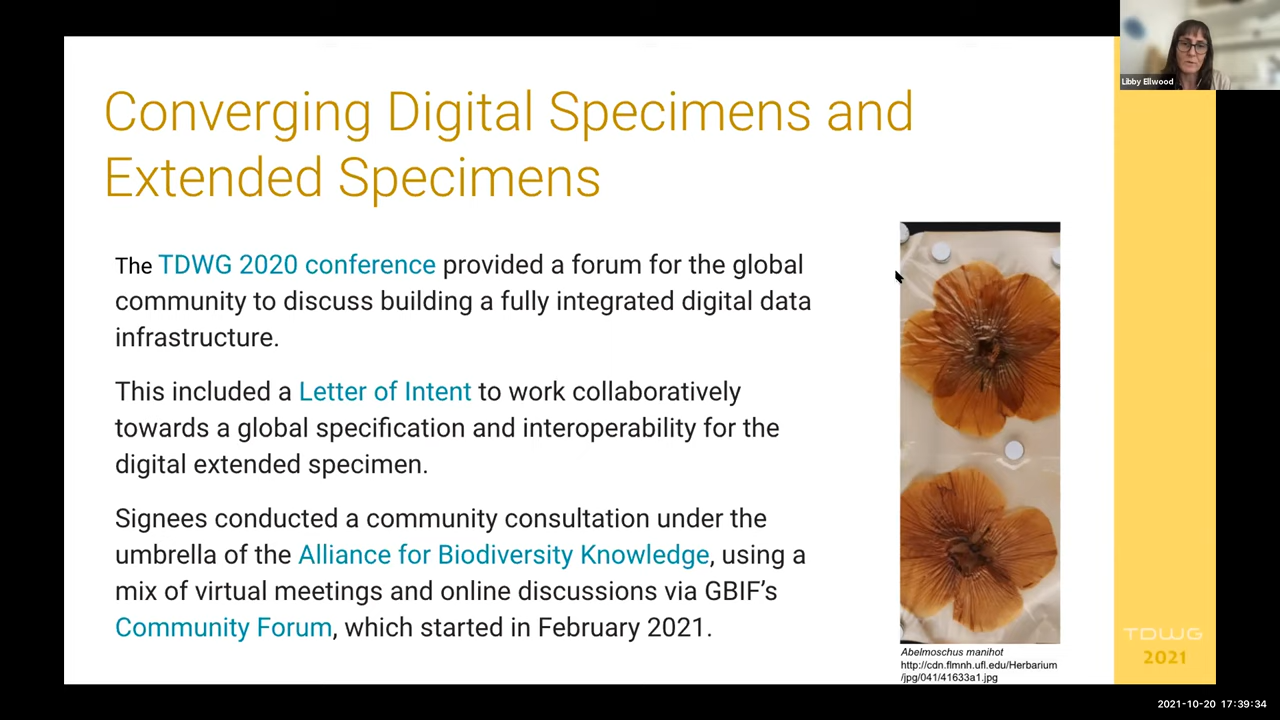 Libby Ellwood
Converging Digital Specimens and
Extended Specimens
The TDWG 2020 conference provided a forum for the global
community to discuss building a fully integrated digital data
infrastructure.
This included a Letter of Intent to work collaboratively
towards a global specification and interoperability for the
digital extended specimen.
Signees conducted a community consultation under the
umbrella of the Alliance for Biodiversity Knowledge, using a
mix of virtual meetings and online discussions via GBIF’s
Community Forum, which started in February 2021.
Abelmoschus manihot
http://cdn.flmnh.ufl.edu/Herbarium
/jpg/041/41633a1.jpg
TDWG
2021
2021-10-20 17:39:34